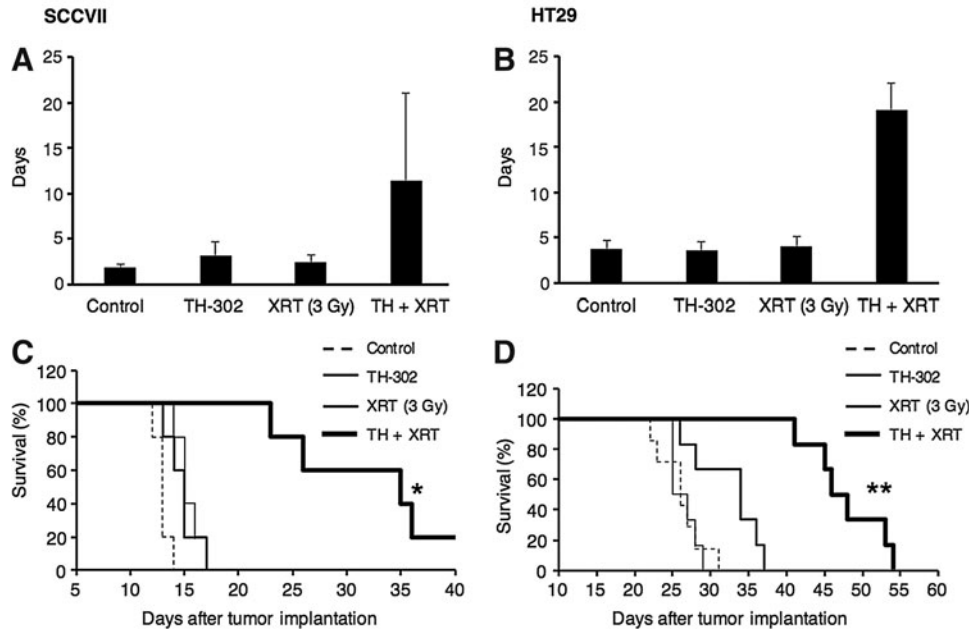 SCCVII
HT29
A
25
20
15
10
5
0
Days
Control TH-302 XRT (3 Gy) TH + XRT
B
25
20
15
10
5
0
Days
Control TH-302 XRT (3 Gy) TH + XRT
C
Control
TH-302
XRT (3 Gy)
TH + XRT
120
100
80
60
40
20
0
Survival (%)
*
5 10 15 20 25 30 35 40
Days after tumor implantation
D
Control
TH-302
XRT (3 Gy)
TH + XRT
120
100
80
60
40
20
0
Survival (%)
**
10 15 20 25 30 35 40 45 50 55 60
Days after tumor implantation